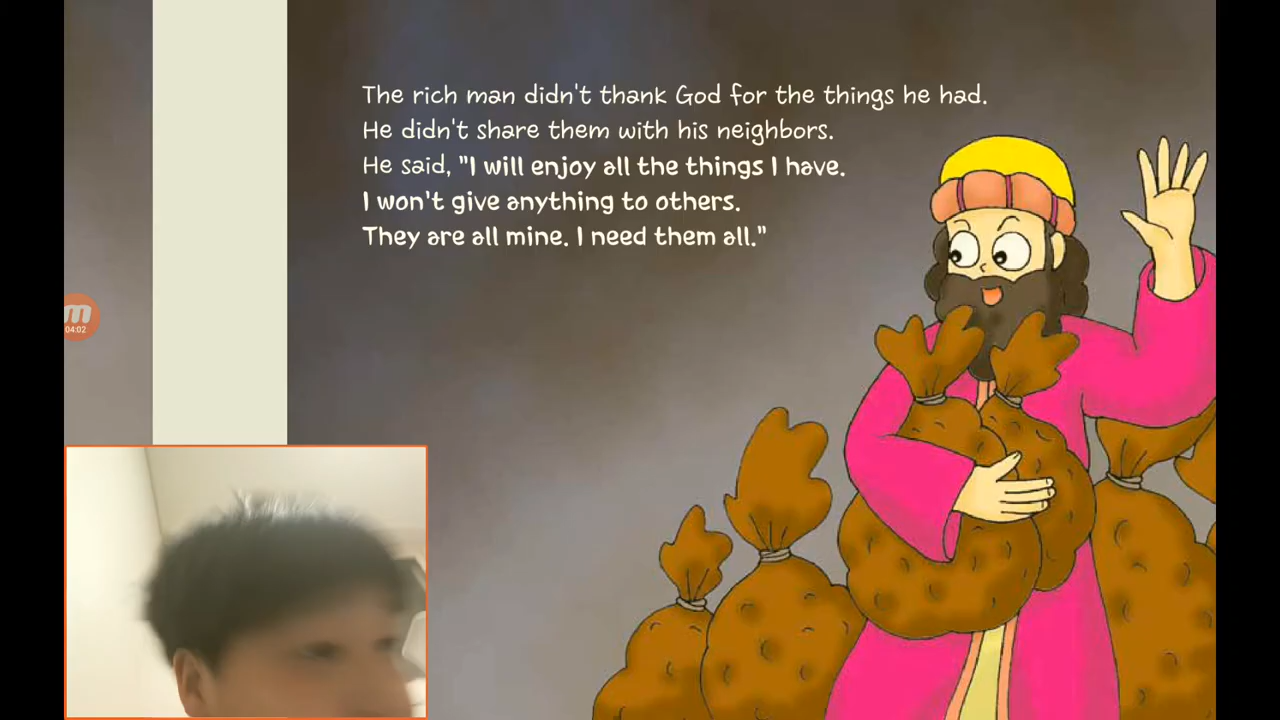 The rich man didn't thank God for the things he had.
He didn't share them with his neighbors.
He said, "I will enjoy all the things I have.
I won't give anything to others.
They are all mine. I need them all."
m
04:02